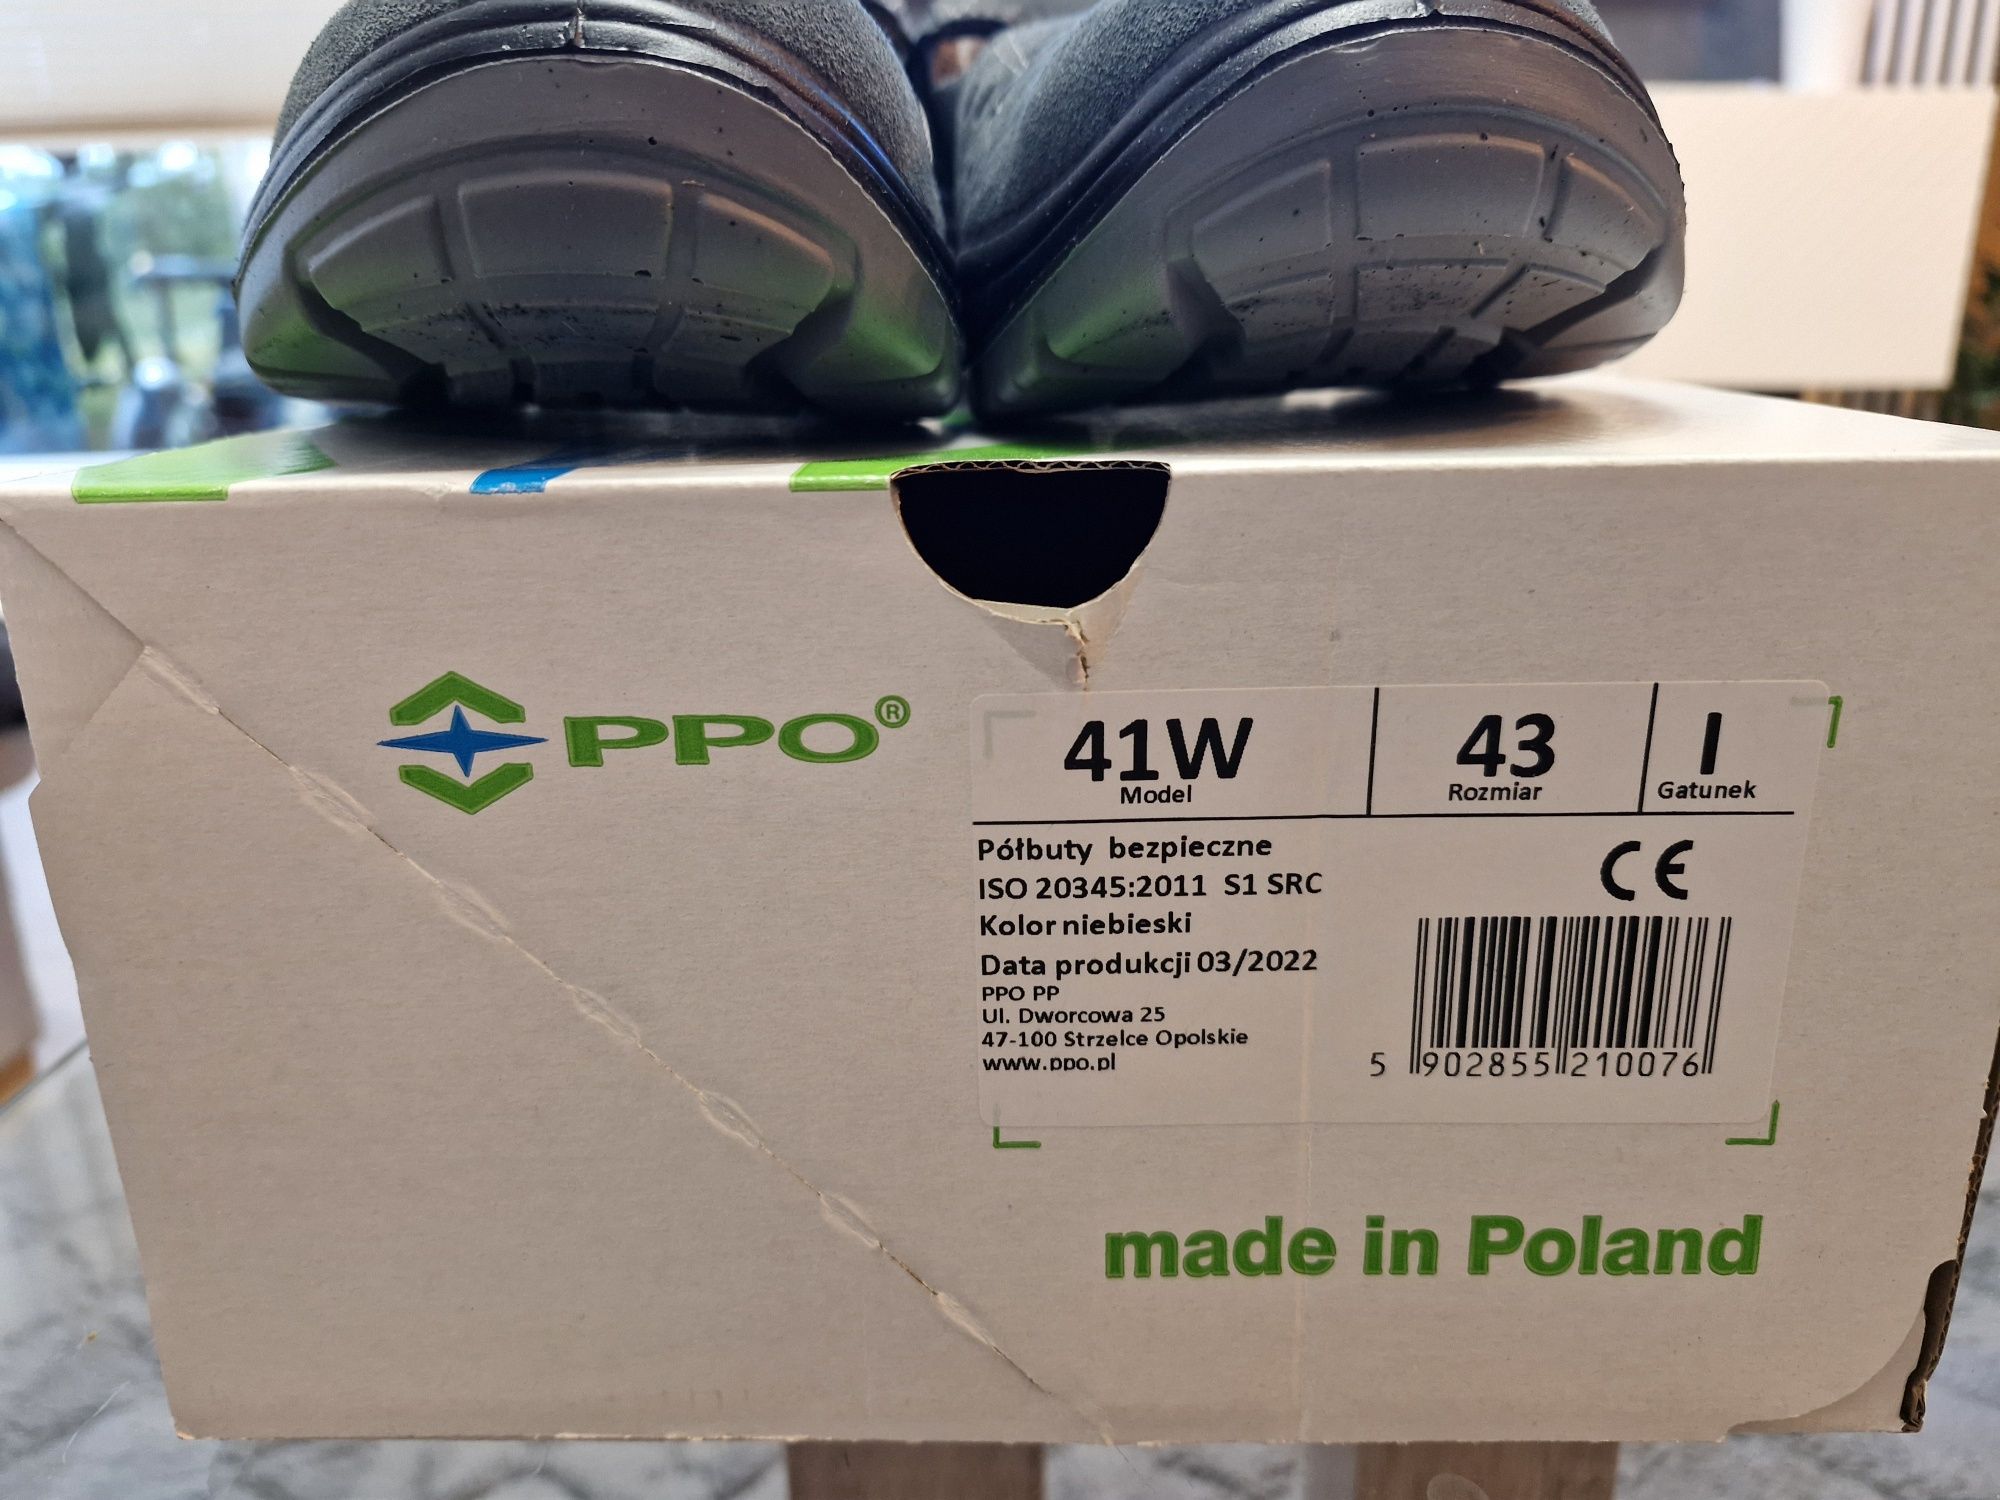 PPO®
41W
Model
43
Rozmiar
I
Gatunek
Półbuty bezpieczne
ISO 20345:2011 S1 SRC
Kolor niebieski
Data produkcji 03/2022
PPO PP
Ul. Dworcowa 25
47-100 Strzelce Opolskie
www.ppo.pl
CE
5 902855 210076
made in Poland